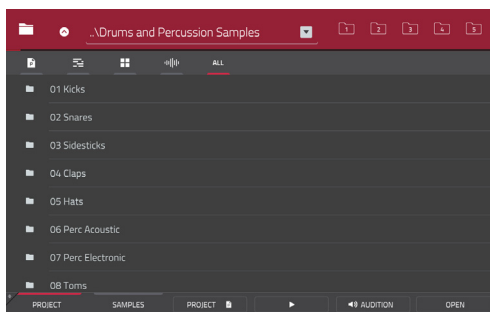 ..\Drums and Percussion Samples
1 2 3 4 5
ALL
01 Kicks
02 Snares
03 Sidesticks
04 Claps
05 Hats
06 Perc Acoustic
07 Perc Electronic
08 Toms
PROJECT SAMPLES PROJECT AUDITION OPEN